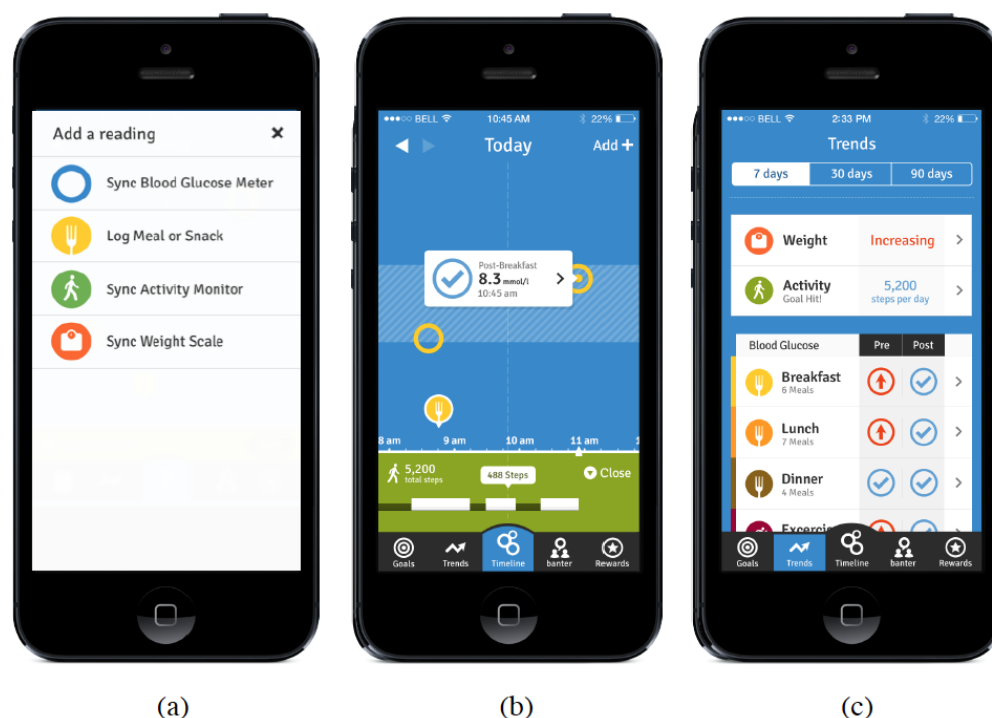 Add a reading
Sync Blood Glucose Meter
Log Meal or Snack
Sync Activity Monitor
Sync Weight Scale
BELL 10:45 AM 22%
Today Add +
Post-Breakfast
8.3 mmol/l
10:45 am
8 am 9 am 10 am 11 am 1
5,200
total steps
488 Steps
Close
Goals Trends Timeline banter Rewards
BELL 2:33 PM 22%
Trends
7 days 30 days 90 days
Weight Increasing
Activity 5,200
Goal Hit! steps per day
Blood Glucose Pre Post
Breakfast
6 Meals
Lunch
7 Meals
Dinner
4 Meals
Excercis
Goals Trends Timeline banter Rewards
(a) (b) (c)